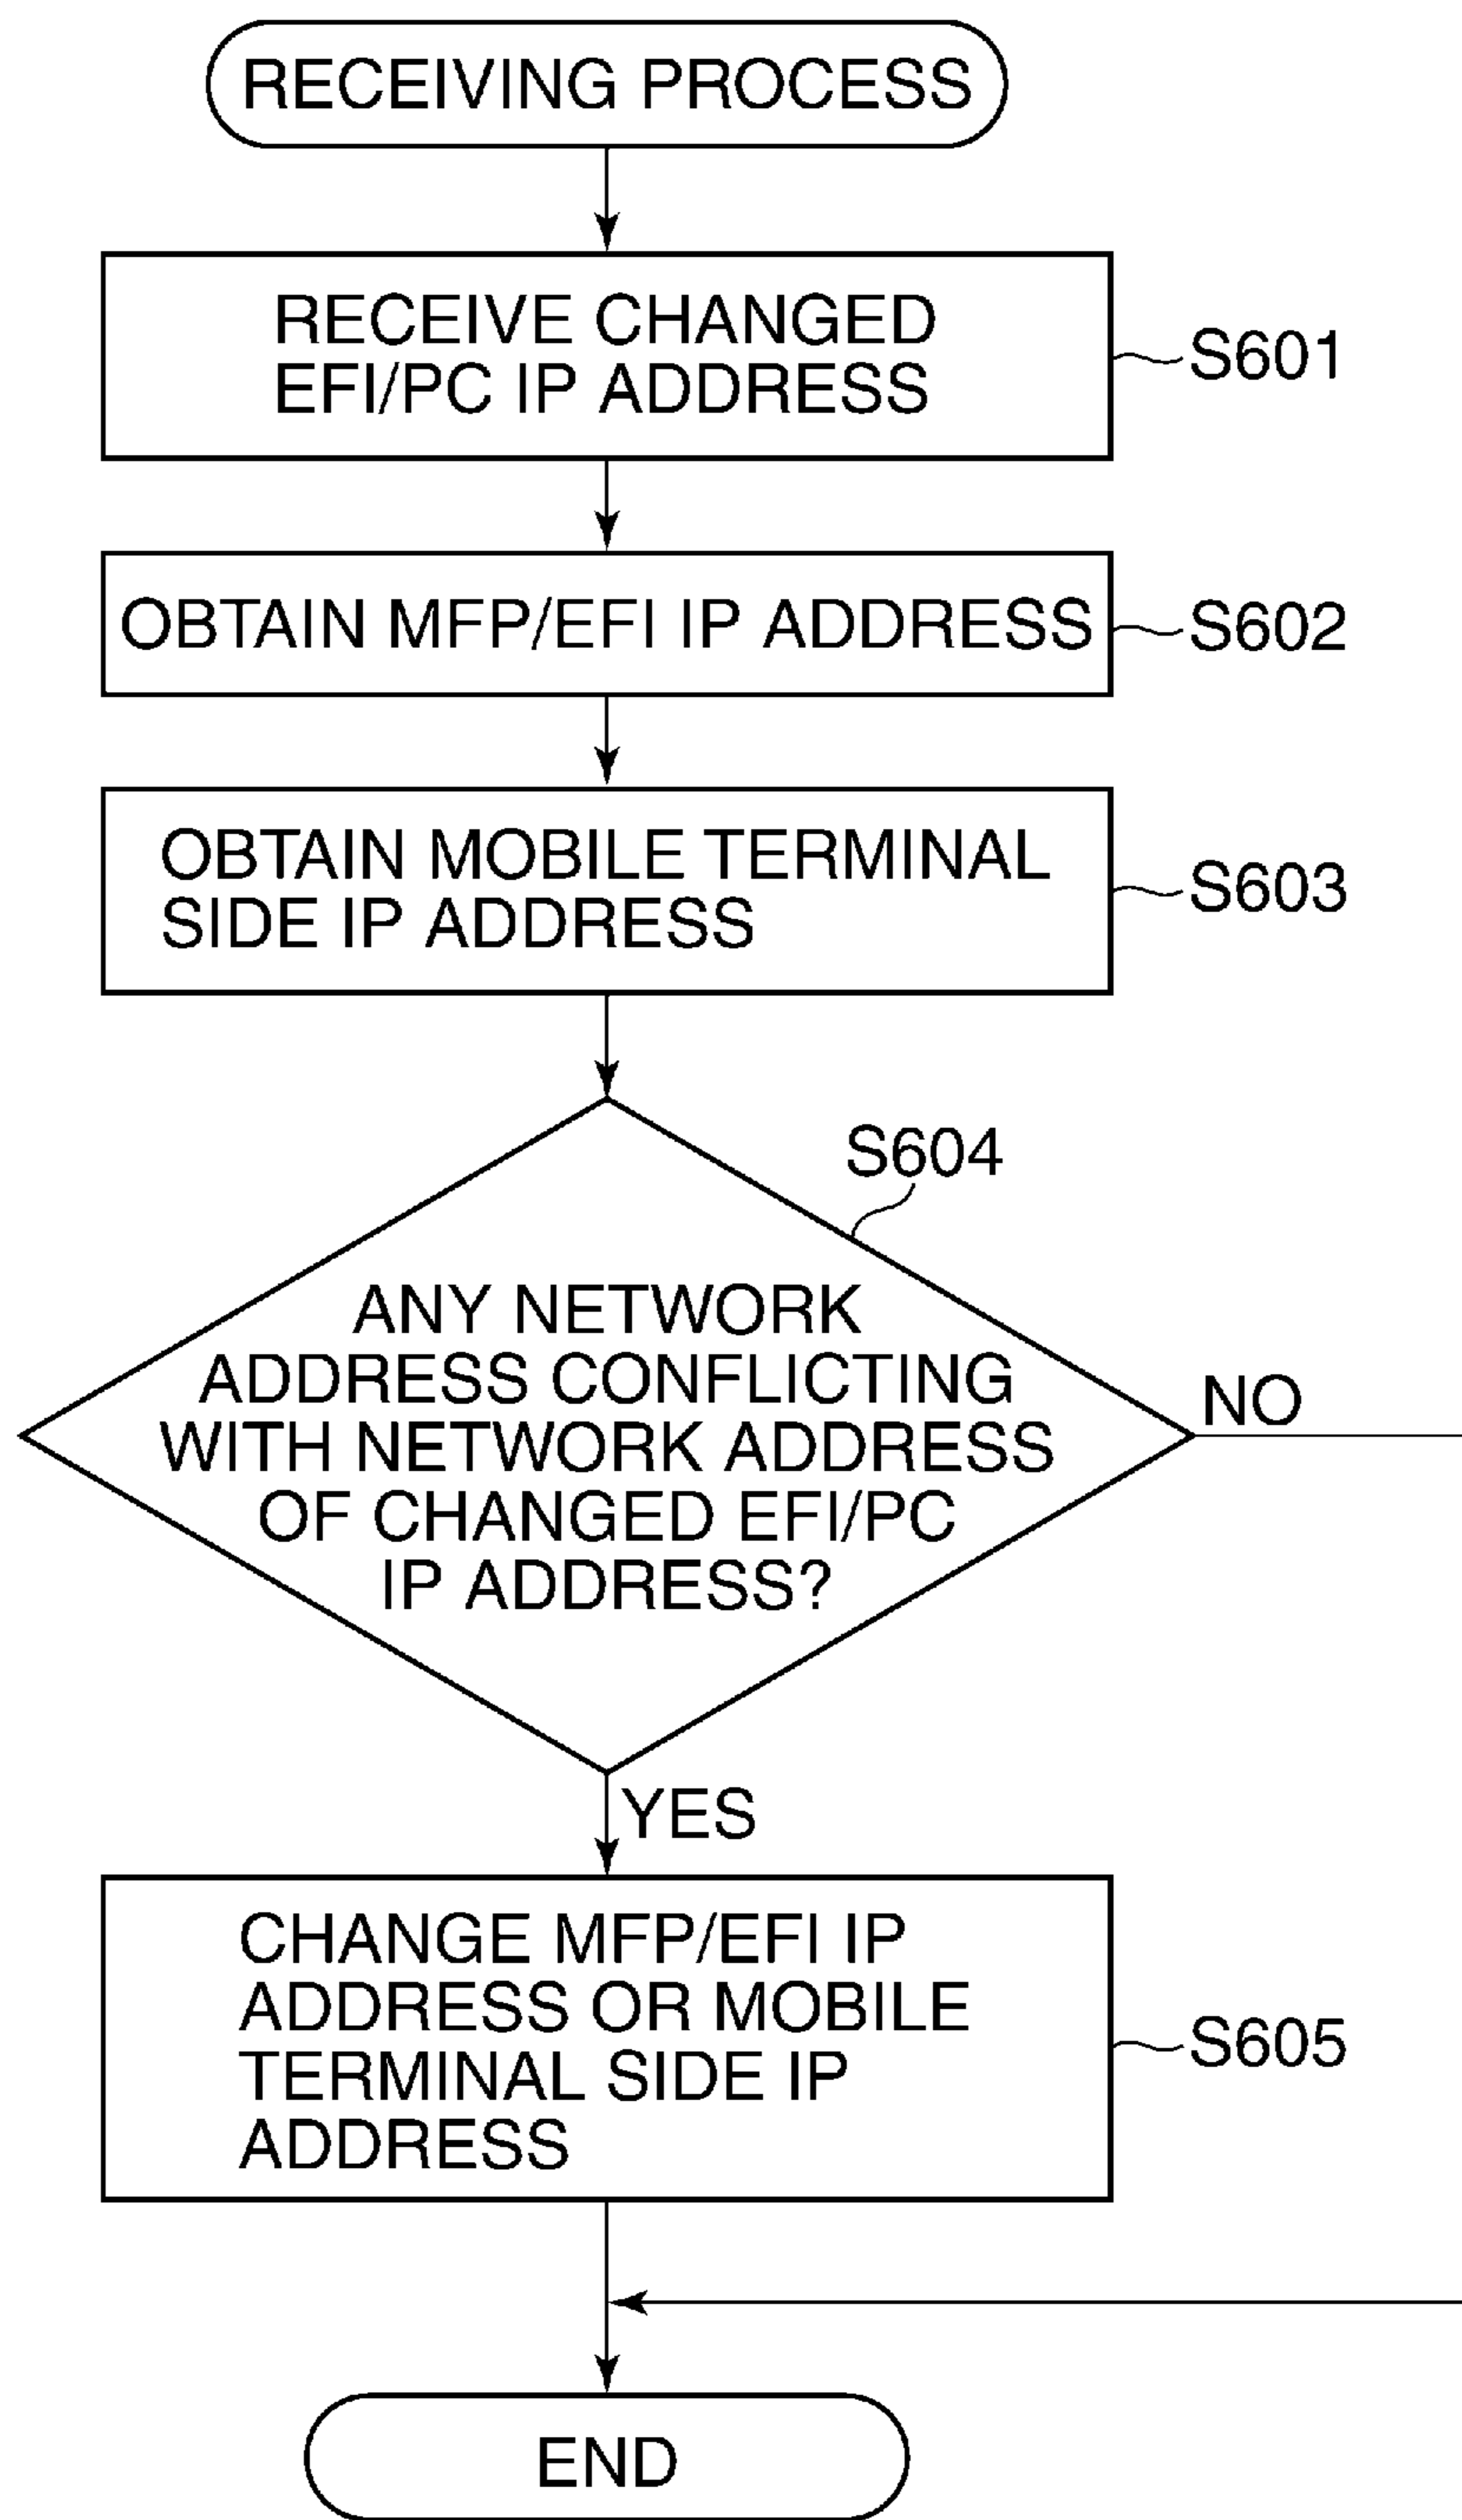 RECEIVING PROCESS
RECEIVE CHANGED
EFI/PC IP ADDRESS
S601
OBTAIN MFP/EFI IP ADDRESS
S602
OBTAIN MOBILE TERMINAL
SIDE IP ADDRESS
S603
S604
ANY NETWORK
ADDRESS CONFLICTING
WITH NETWORK ADDRESS
OF CHANGED EFI/PC
IP ADDRESS?
NO
YES
CHANGE MFP/EFI IP
ADDRESS OR MOBILE
TERMINAL SIDE IP
ADDRESS
S605
END